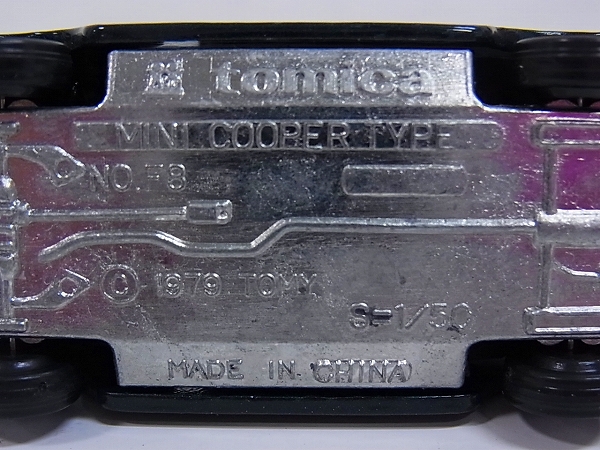 tomica
MINI COOPER TYPE
NO. F8
© 1979 TOMY
S=1/50
MADE IN CHINA